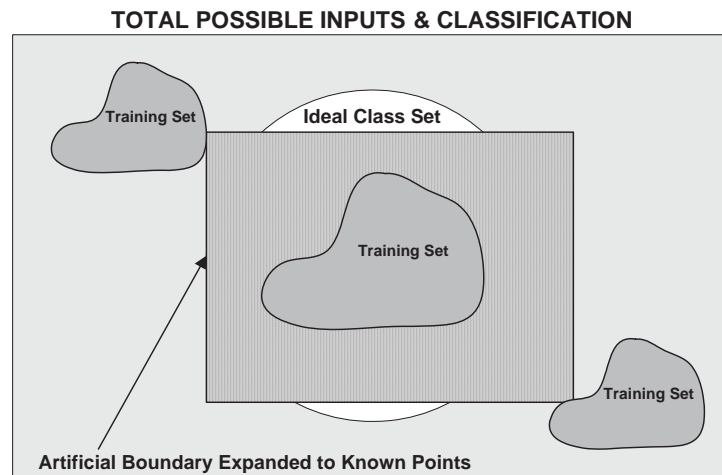 TOTAL POSSIBLE INPUTS & CLASSIFICATION
Training Set
Ideal Class Set
Training Set
Training Set
Artificial Boundary Expanded to Known Points